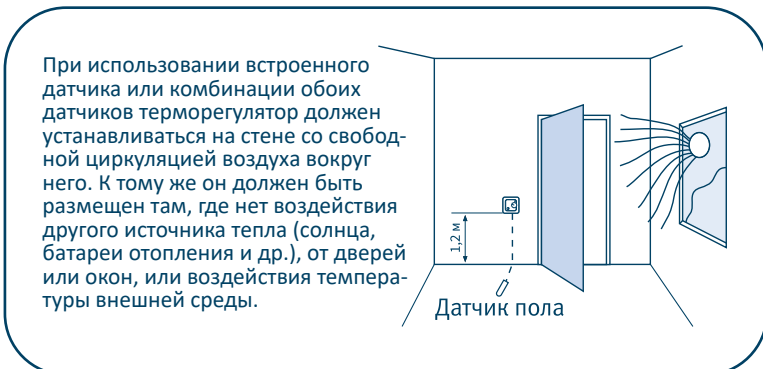 При использовании встроенного
датчика или комбинации обоих
датчиков терморегулятор должен
устанавливаться на стене со свобод-
ной циркуляцией воздуха вокруг
него. К тому же он должен быть
размещен там, где нет воздействия
другого источника тепла (солнца,
батареи отопления и др.), от дверей
или окон, или воздействия темпера-
туры внешней среды.
1,2 м
Датчик пола